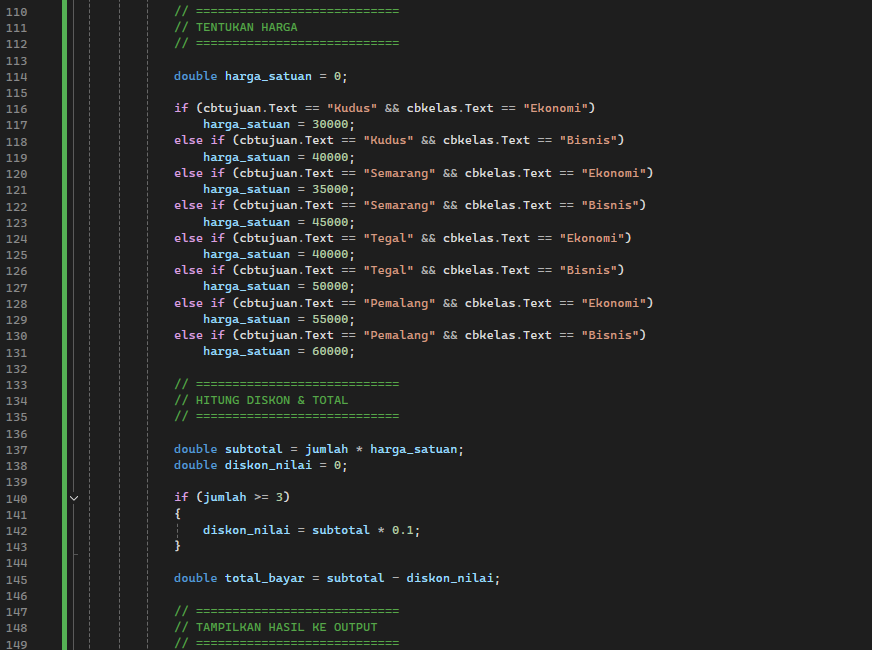 110 // ============================
111 // TENTUKAN HARGA
112 // ============================
113
114 double harga_satuan = 0;
115
116 if (cbtujuan.Text == "Kudus" && cbkelas.Text == "Ekonomi")
117 harga_satuan = 30000;
118 else if (cbtujuan.Text == "Kudus" && cbkelas.Text == "Bisnis")
119 harga_satuan = 40000;
120 else if (cbtujuan.Text == "Semarang" && cbkelas.Text == "Ekonomi")
121 harga_satuan = 35000;
122 else if (cbtujuan.Text == "Semarang" && cbkelas.Text == "Bisnis")
123 harga_satuan = 45000;
124 else if (cbtujuan.Text == "Tegal" && cbkelas.Text == "Ekonomi")
125 harga_satuan = 40000;
126 else if (cbtujuan.Text == "Tegal" && cbkelas.Text == "Bisnis")
127 harga_satuan = 50000;
128 else if (cbtujuan.Text == "Pemalang" && cbkelas.Text == "Ekonomi")
129 harga_satuan = 55000;
130 else if (cbtujuan.Text == "Pemalang" && cbkelas.Text == "Bisnis")
131 harga_satuan = 60000;
132
133 // ============================
134 // HITUNG DISKON & TOTAL
135 // ============================
136
137 double subtotal = jumlah * harga_satuan;
138 double diskon_nilai = 0;
139
140 if (jumlah >= 3)
141 {
142 diskon_nilai = subtotal * 0.1;
143 }
144
145 double total_bayar = subtotal - diskon_nilai;
146
147 // ============================
148 // TAMPILKAN HASIL KE OUTPUT
149 // ============================